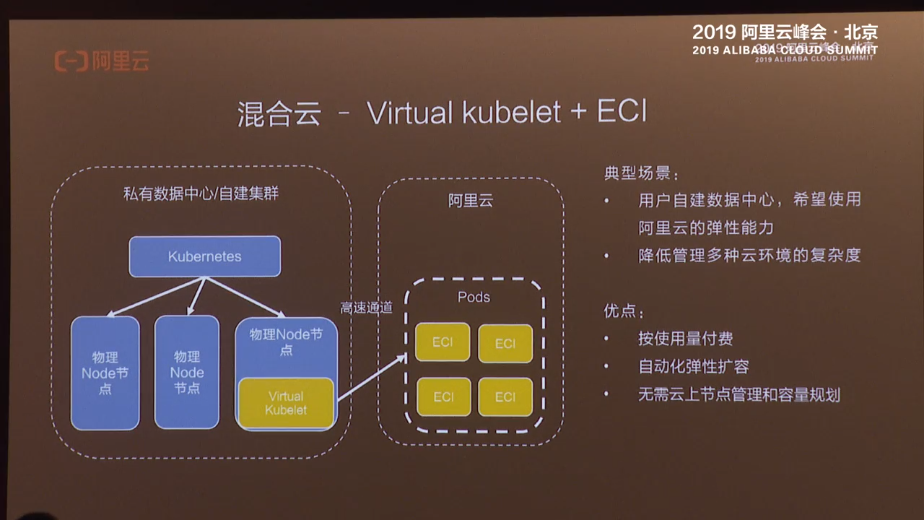 2019 阿里云峰会·北京
2019 ALIBABA CLOUD SUMMIT
2019 ALIBABA CLOUD SUMMIT
阿里云
混合云 - Virtual kubelet + ECI
私有数据中心/自建集群
Kubernetes
物理
Node节
点
物理
Node
节点
物理Node节
点
Virtual
Kubelet
高速通道
阿里云
Pods
ECI
ECI
ECI
ECI
典型场景：
• 用户自建数据中心，希望使用
阿里云的弹性能力
• 降低管理多种云环境的复杂度
优点：
• 按使用量付费
• 自动化弹性扩容
• 无需云上节点管理和容量规划